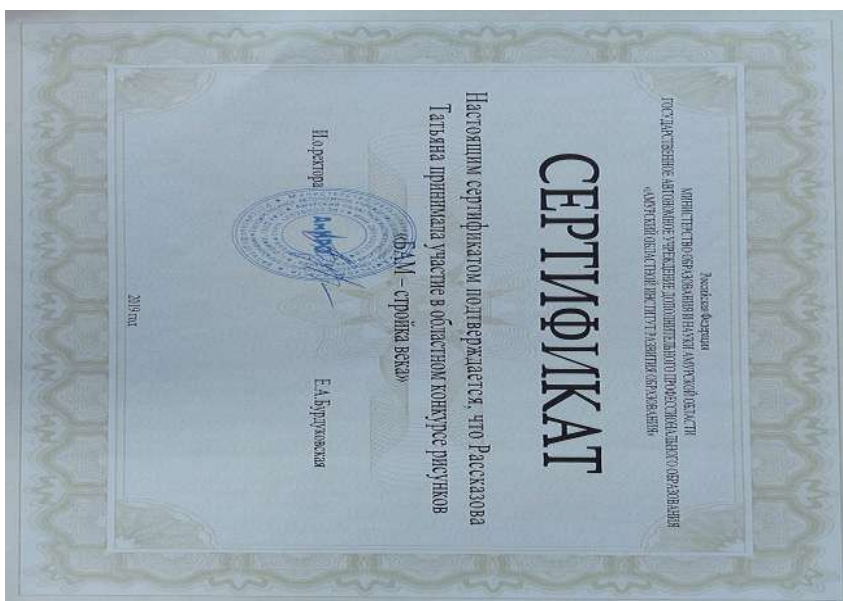 Российская Федерация
МИНИСТЕРСТВО ОБРАЗОВАНИЯ И НАУКИ АМУРСКОЙ ОБЛАСТИ
ГОСУДАРСТВЕННОЕ АВТОНОМНОЕ УЧРЕЖДЕНИЕ ДОПОЛНИТЕЛЬНОГО ПРОФЕССИОНАЛЬНОГО ОБРАЗОВАНИЯ
«АМУРСКИЙ ОБЛАСТНОЙ ИНСТИТУТ РАЗВИТИЯ ОБРАЗОВАНИЯ»
СЕРТИФИКАТ
Настоящим сертификатом подтверждается, что Рассказова
Татьяна принимала участие в областном конкурсе рисунков
«БАМ – стройка века»
И.о.ректора Е.А.Бурдуковская
2019 год